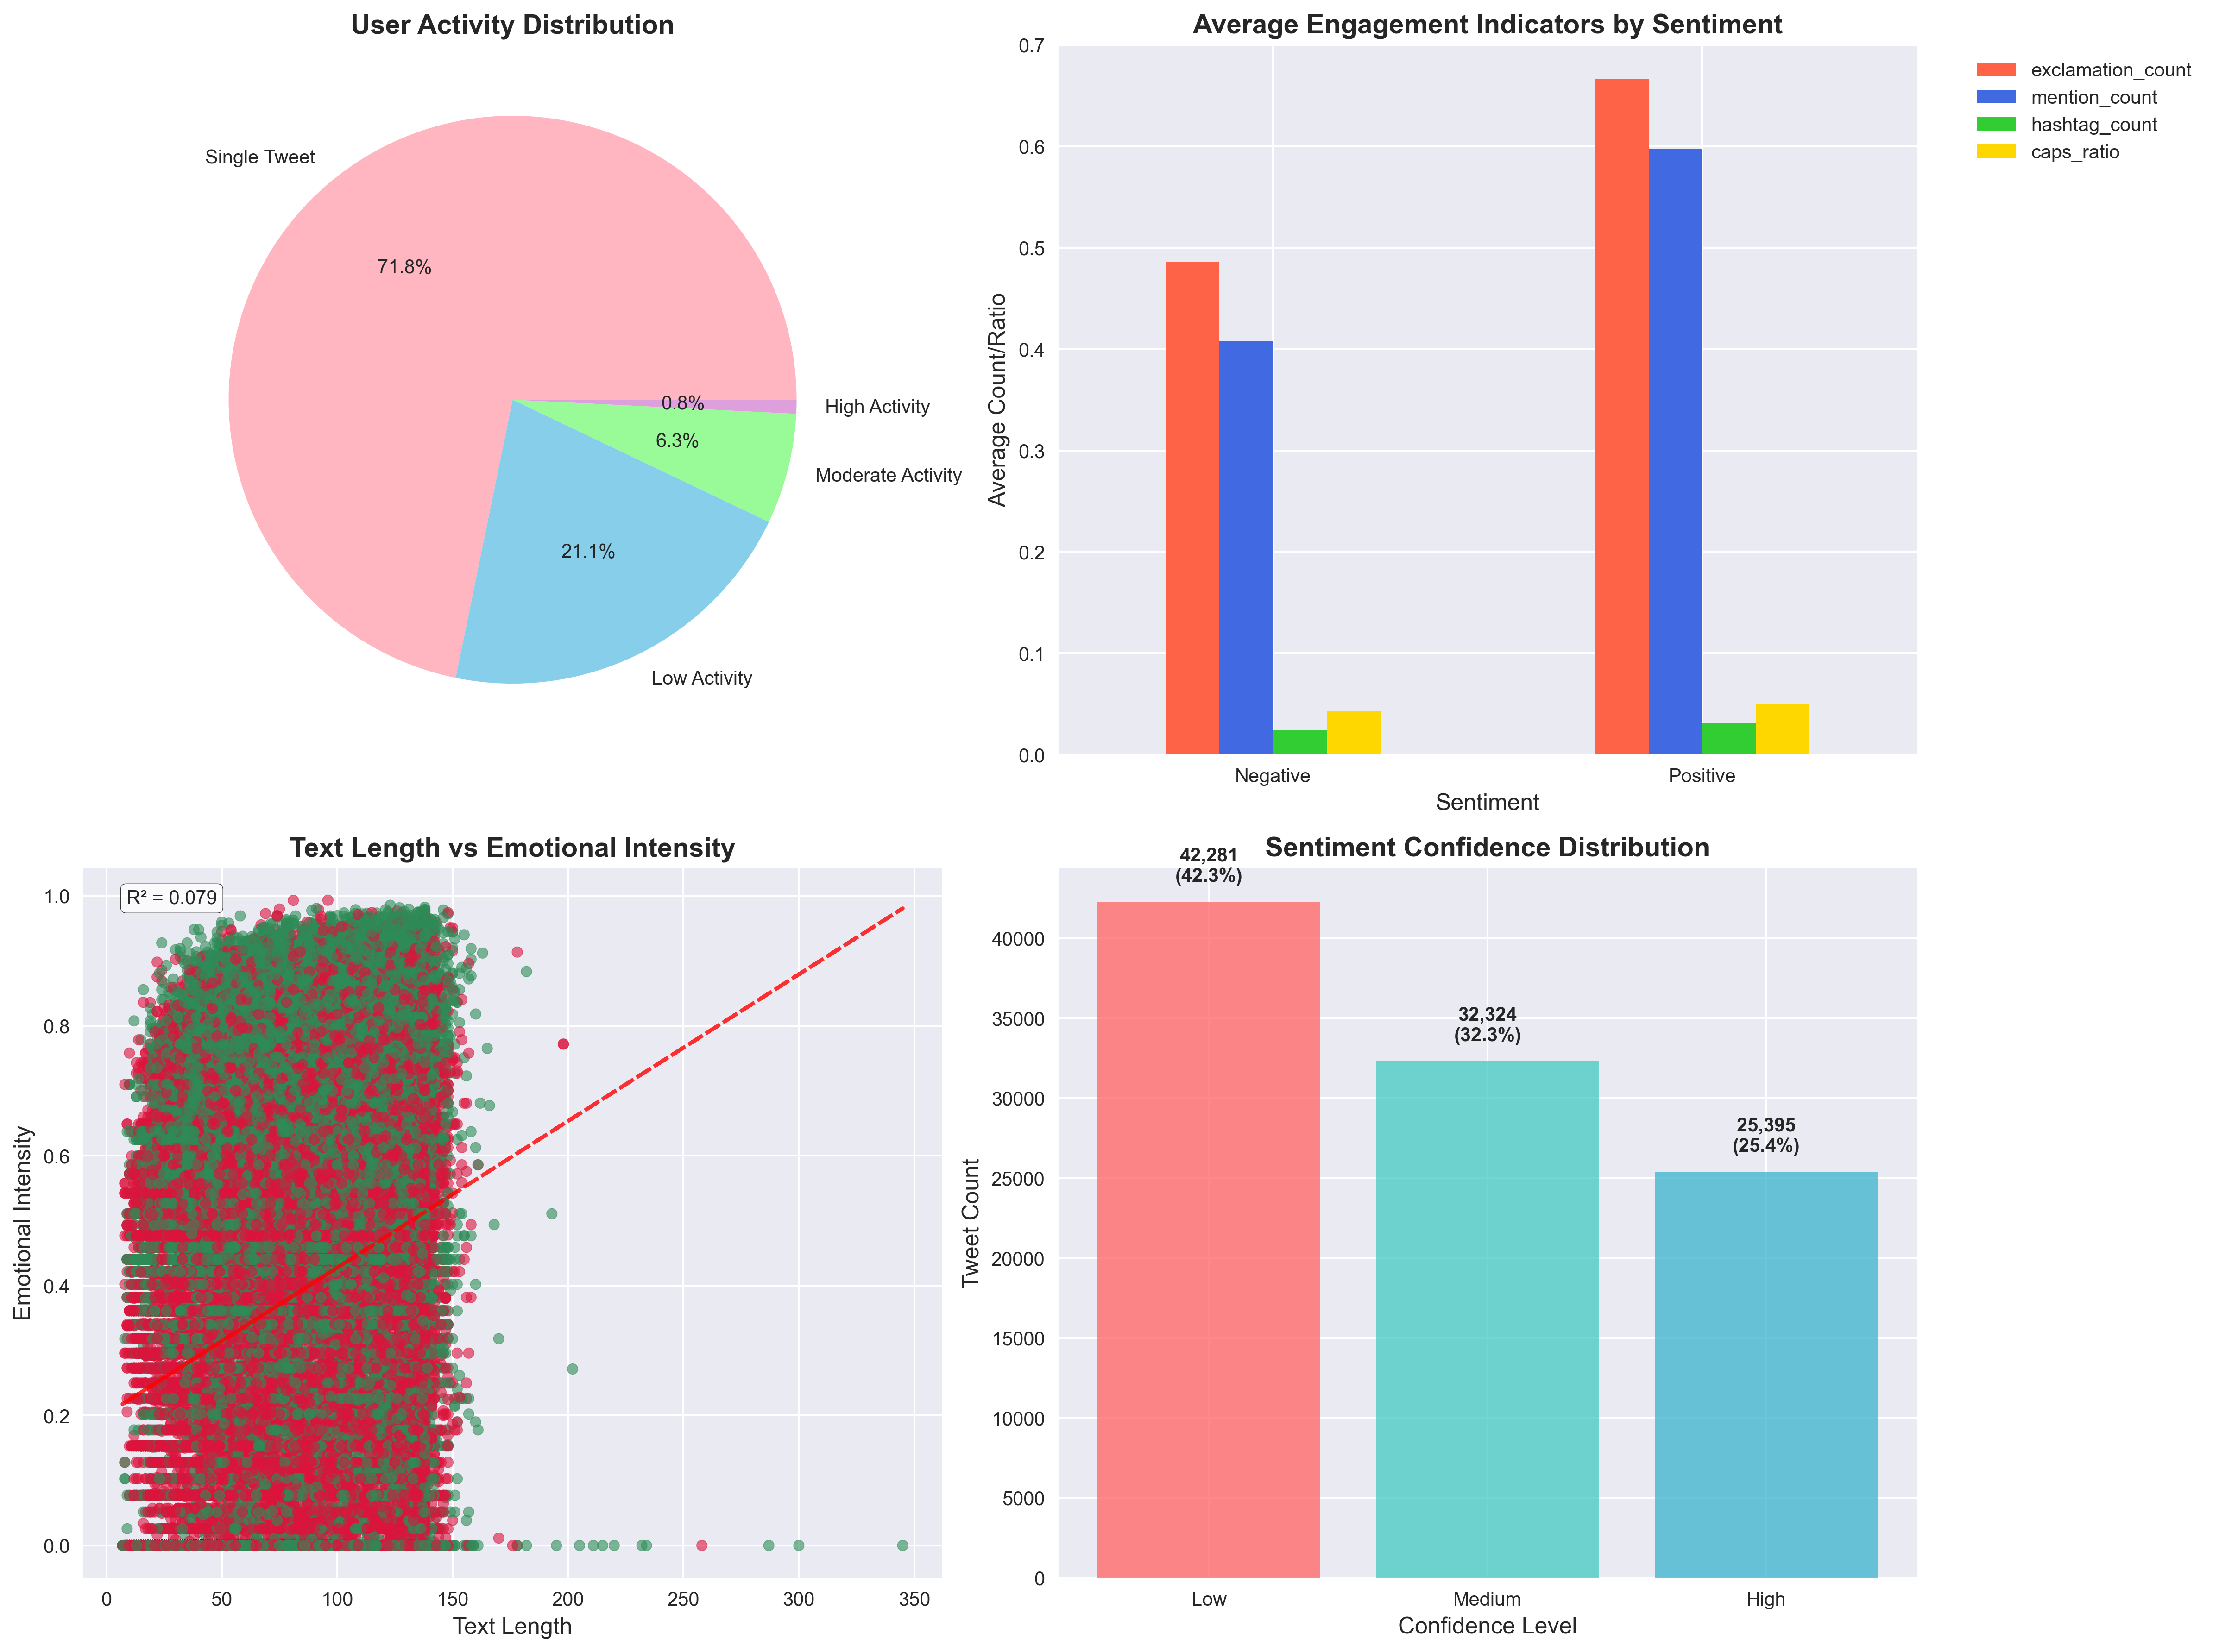 User Activity Distribution
Single Tweet
71.8%
0.8%
High Activity
6.3%
Moderate Activity
21.1%
Low Activity
Average Engagement Indicators by Sentiment
0.7
0.6
0.5
0.4
0.3
0.2
0.1
0.0
Average Count/Ratio
Negative
Positive
Sentiment
exclamation_count
mention_count
hashtag_count
caps_ratio
Text Length vs Emotional Intensity
R² = 0.079
1.0
0.8
0.6
0.4
0.2
0.0
Emotional Intensity
0
50
100
150
200
250
300
350
Text Length
Sentiment Confidence Distribution
42,281
(42.3%)
32,324
(32.3%)
25,395
(25.4%)
40000
35000
30000
25000
20000
15000
10000
5000
0
Tweet Count
Low
Medium
High
Confidence Level